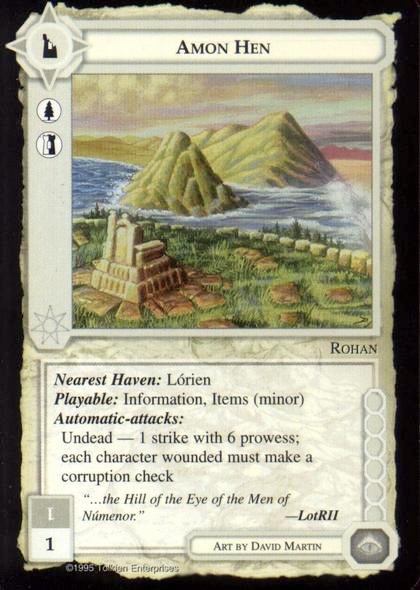 AMON HEN
ROHAN
Nearest Haven: Lórien
Playable: Information, Items (minor)
Automatic-attacks:
Undead — 1 strike with 6 prowess;
each character wounded must make a
corruption check
“…the Hill of the Eye of the Men of
Númenor.” —LotRII
I
1
ART BY DAVID MARTIN
©1995 Tolkien Enterprises